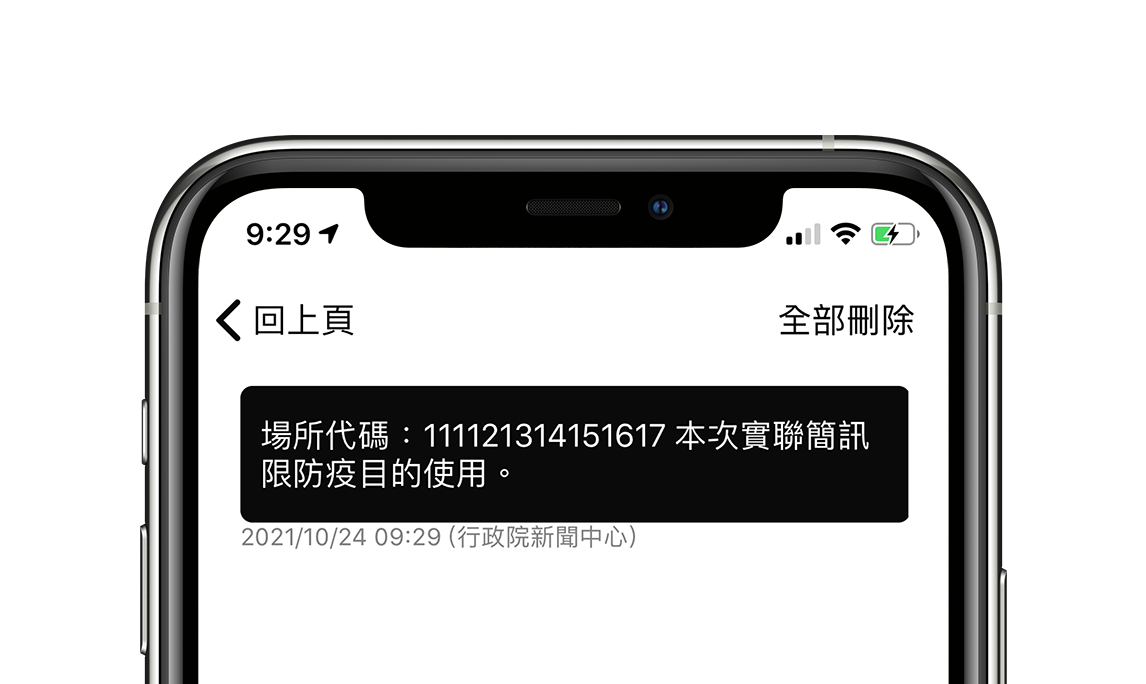 9:29
回上頁 全部刪除
場所代碼：111121314151617 本次實聯簡訊
限防疫目的使用。
2021/10/24 09:29 (行政院新聞中心)